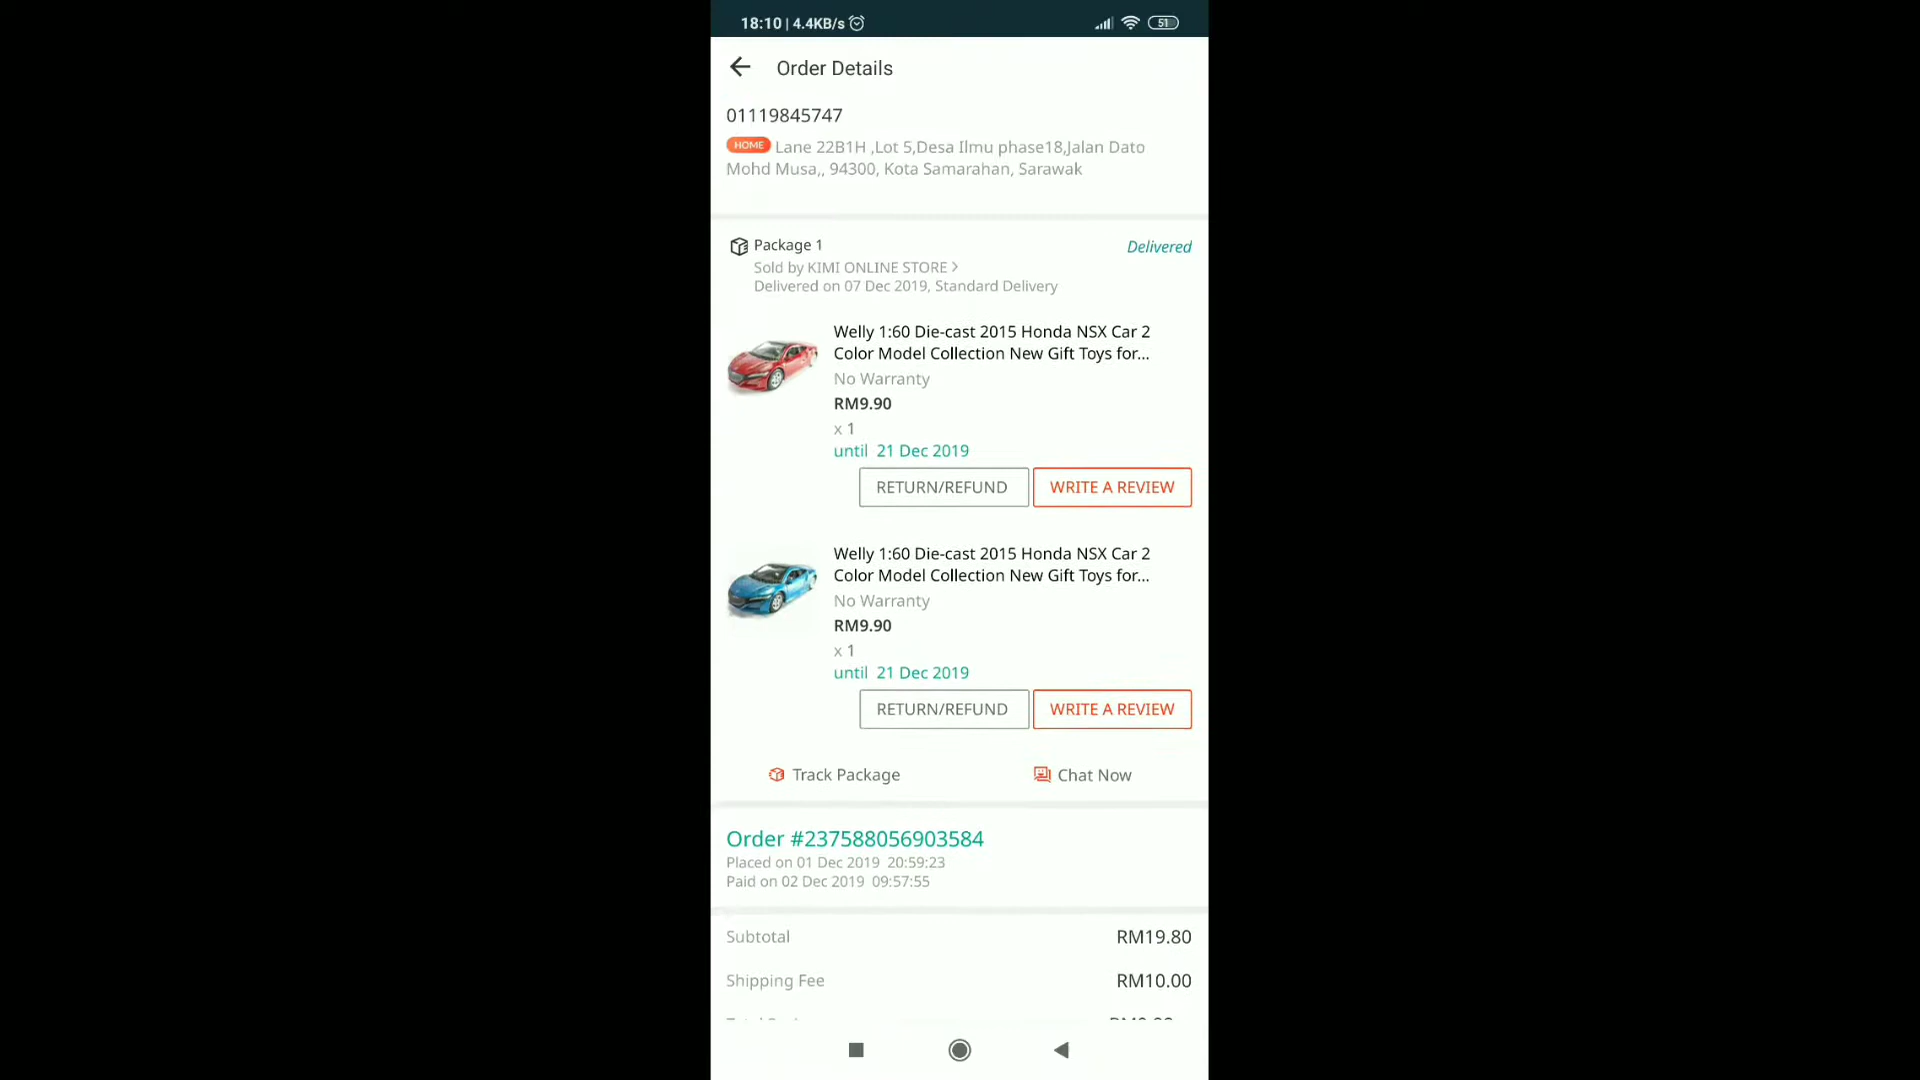 18:10 | 4.4KB/s
51
Order Details
01119845747
HOME Lane 22B1H ,Lot 5,Desa Ilmu phase18,Jalan Dato
Mohd Musa,, 94300, Kota Samarahan, Sarawak
Package 1
Delivered
Sold by KIMI ONLINE STORE >
Delivered on 07 Dec 2019, Standard Delivery
Welly 1:60 Die-cast 2015 Honda NSX Car 2
Color Model Collection New Gift Toys for...
No Warranty
RM9.90
x 1
until 21 Dec 2019
RETURN/REFUND
WRITE A REVIEW
Welly 1:60 Die-cast 2015 Honda NSX Car 2
Color Model Collection New Gift Toys for...
No Warranty
RM9.90
x 1
until 21 Dec 2019
RETURN/REFUND
WRITE A REVIEW
Track Package
Chat Now
Order #237588056903584
Placed on 01 Dec 2019 20:59:23
Paid on 02 Dec 2019 09:57:55
Subtotal
RM19.80
Shipping Fee
RM10.00